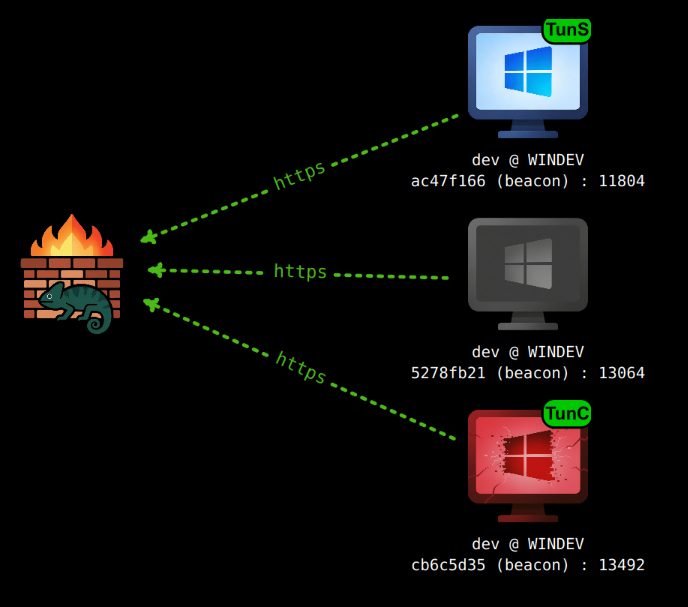 TunS
https
dev @ WINDEV
ac47f166 (beacon) : 11804
https
dev @ WINDEV
5278fb21 (beacon) : 13064
https
TunC
dev @ WINDEV
cb6c5d35 (beacon) : 13492